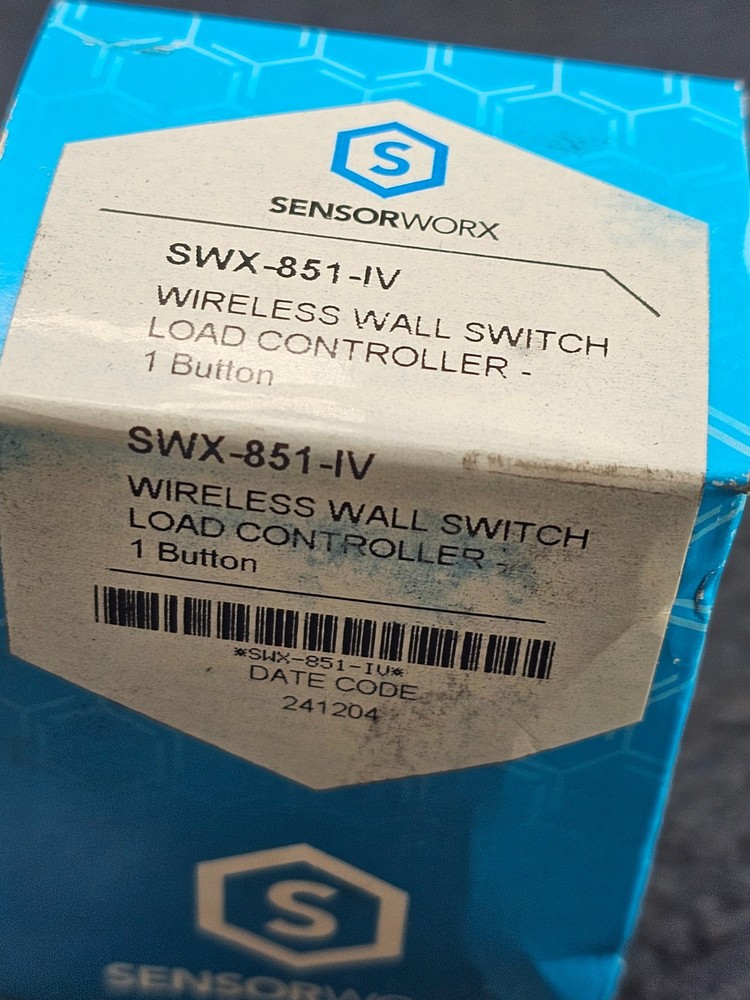 S
SENSORWORX
SWX-851-IV
WIRELESS WALL SWITCH
LOAD CONTROLLER -
1 Button
SWX-851-IV
WIRELESS WALL SWITCH
LOAD CONTROLLER -
1 Button
*SWX-851-IV*
DATE CODE
241204
S
SENSORWO